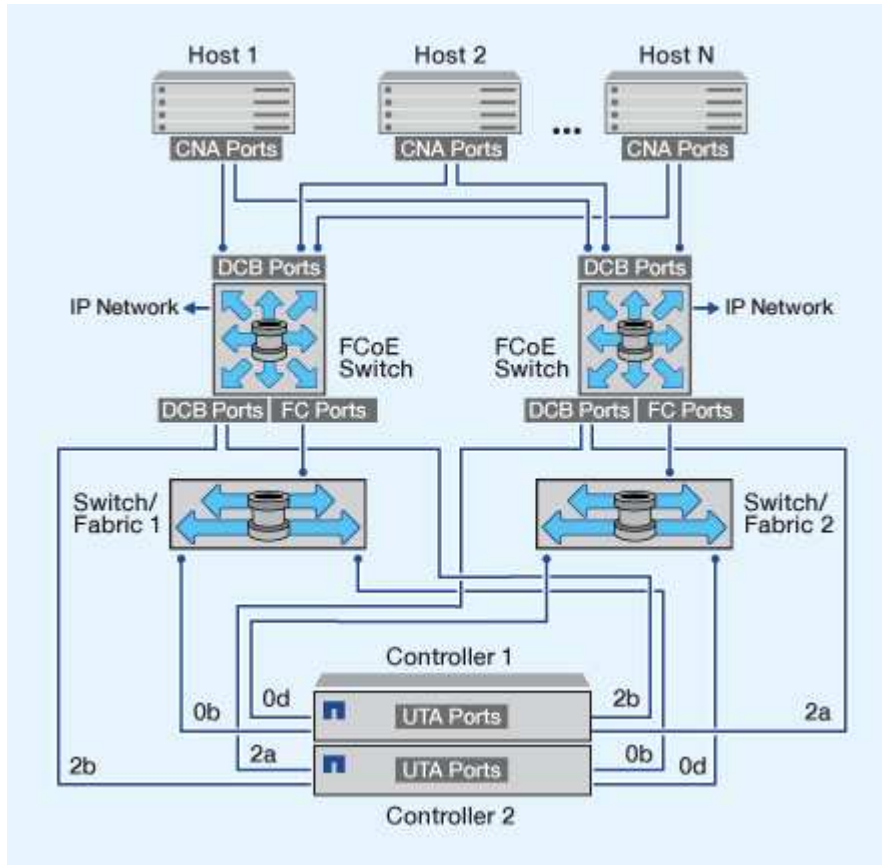 Host 1
Host 2
Host N
CNA Ports
CNA Ports
...
CNA Ports
DCB Ports
DCB Ports
IP Network
IP Network
FCoE
Switch
FCoE
Switch
DCB Ports
FC Ports
DCB Ports
FC Ports
Switch/
Fabric 1
Switch/
Fabric 2
Controller 1
0b
0d
UTA Ports
2b
2a
2b
2a
UTA Ports
0b
0d
Controller 2